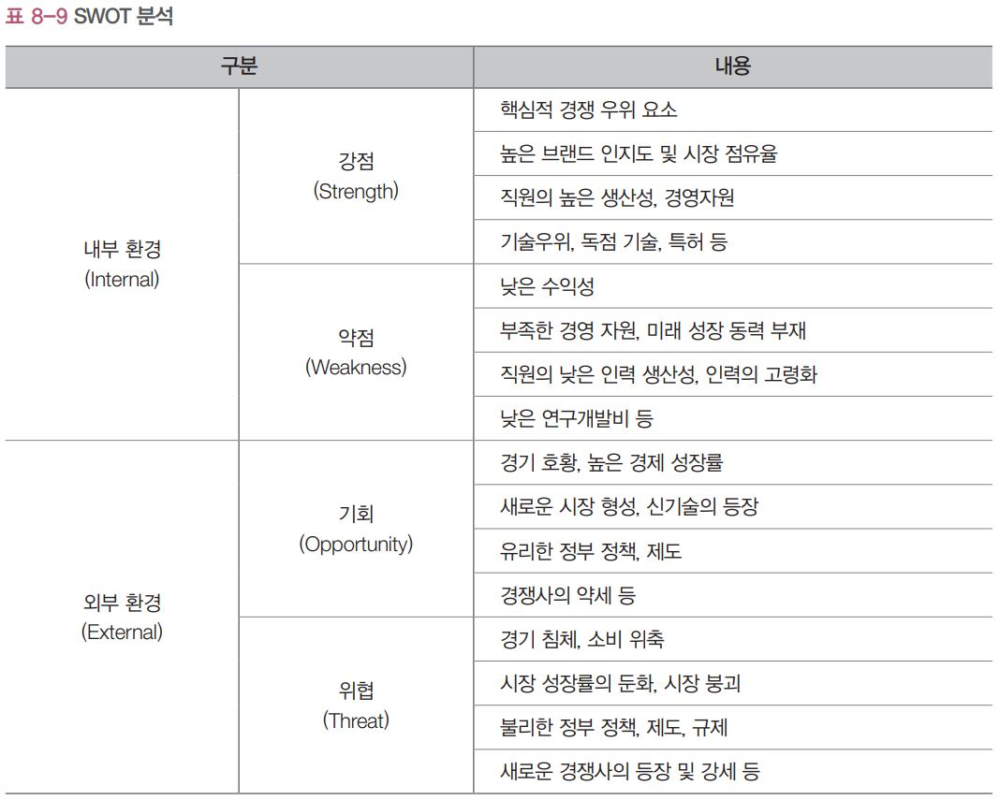 표 8-9 SWOT 분석
구분
내용
내부 환경
(Internal)
강점
(Strength)
핵심적 경쟁 우위 요소
높은 브랜드 인지도 및 시장 점유율
직원의 높은 생산성, 경영자원
기술우위, 독점 기술, 특허 등
약점
(Weakness)
낮은 수익성
부족한 경영 자원, 미래 성장 동력 부재
직원의 낮은 인력 생산성, 인력의 고령화
낮은 연구개발비 등
외부 환경
(External)
기회
(Opportunity)
경기 호황, 높은 경제 성장률
새로운 시장 형성, 신기술의 등장
유리한 정부 정책, 제도
경쟁사의 약세 등
위협
(Threat)
경기 침체, 소비 위축
시장 성장률의 둔화, 시장 붕괴
불리한 정부 정책, 제도, 규제
새로운 경쟁사의 등장 및 강세 등